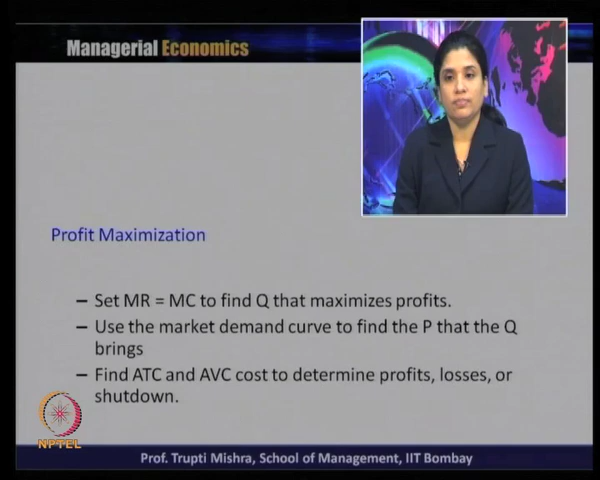 Managerial Economics
Profit Maximization
– Set MR = MC to find Q that maximizes profits.
– Use the market demand curve to find the P that the Q
brings
– Find ATC and AVC cost to determine profits, losses, or
shutdown.
NPTEL
Prof. Trupti Mishra, School of Management, IIT Bombay